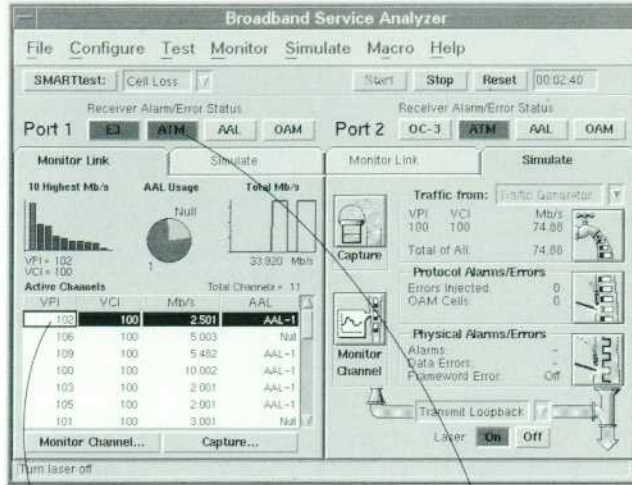 Broadband Service Analyzer
File Configure Test Monitor Simulate Macro Help
SMARTtest: Cell Loss Start Stop Reset 00:02:40
Receiver Alarm/Error Status
Port 1 E3 ATM AAL OAM
Receiver Alarm/Error Status
Port 2 OC-3 ATM AAL OAM
Monitor Link Simulate
10 Highest Mb/s AAL Usage Total Mb/s
Null
1
VPI = 102
VCI = 100
33.920 Mb/s
Active Channels Total Channels = 11
VPI VCI Mb/s AAL
102 100 2.501 AAL-1
106 100 5.003 Null
109 100 5.482 AAL-1
100 100 10.002 AAL-1
103 100 2.001 AAL-1
105 100 2.001 AAL-1
101 100 3.001 Null
Monitor Channel... Capture...
Monitor Link Simulate
Capture
Monitor
Channel
Traffic from: Traffic Generator
VPI VCI Mb/s
100 100 74.88
Total of All: 74.88
Protocol Alarms/Errors
Errors Injected: 0
OAM Cells: 0
Physical Alarms/Errors
Alarms: -
Data Errors: -
Frameword Error: Off
Transmit Loopback
Laser On Off
Turn laser off